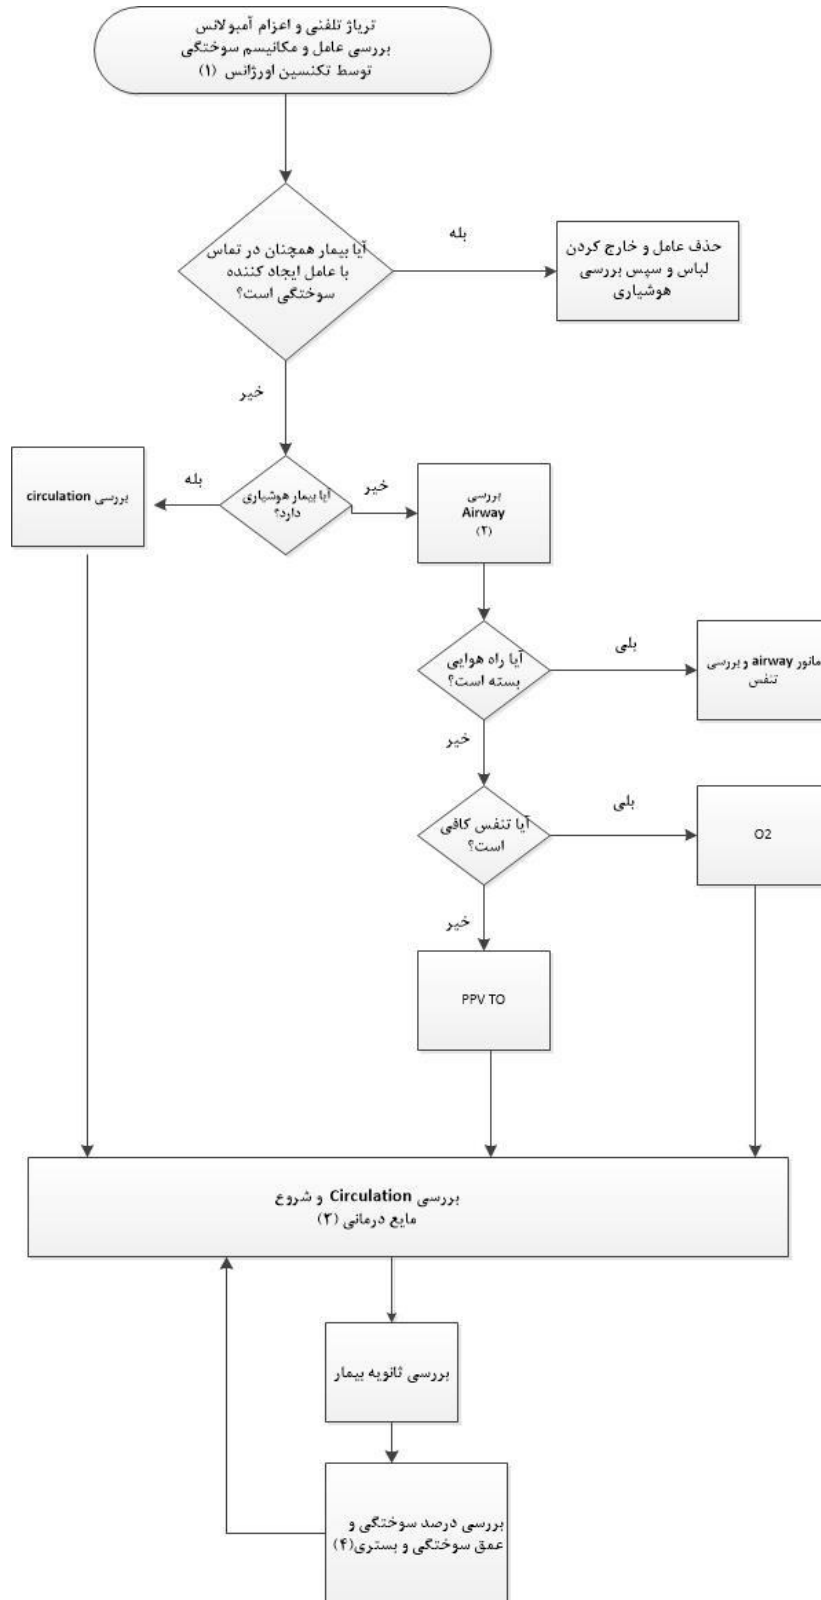 تریاژ تلفنی و اعزام آمبولانس
بررسی عامل و مکانیسم سوختگی
توسط تکنسین اورژانس (۱)
آیا بیمار همچنان در تماس
با عامل ایجاد کننده
سوختگی است؟
بله
حذف عامل و خارج کردن
لباس و سپس بررسی
هوشیاری
خیر
آیا بیمار هوشیاری
دارد؟
بله
بررسی circulation
خیر
بررسی
Airway
(۲)
آیا راه هوایی
بسته است؟
بلی
مانور airway و بررسی
تنفس
خیر
آیا تنفس کافی
است؟
بلی
O2
خیر
PPV TO
بررسی Circulation و شروع
مایع درمانی (۳)
بررسی ثانویه بیمار
بررسی درصد سوختگی و
عمق سوختگی و بستری(۴)